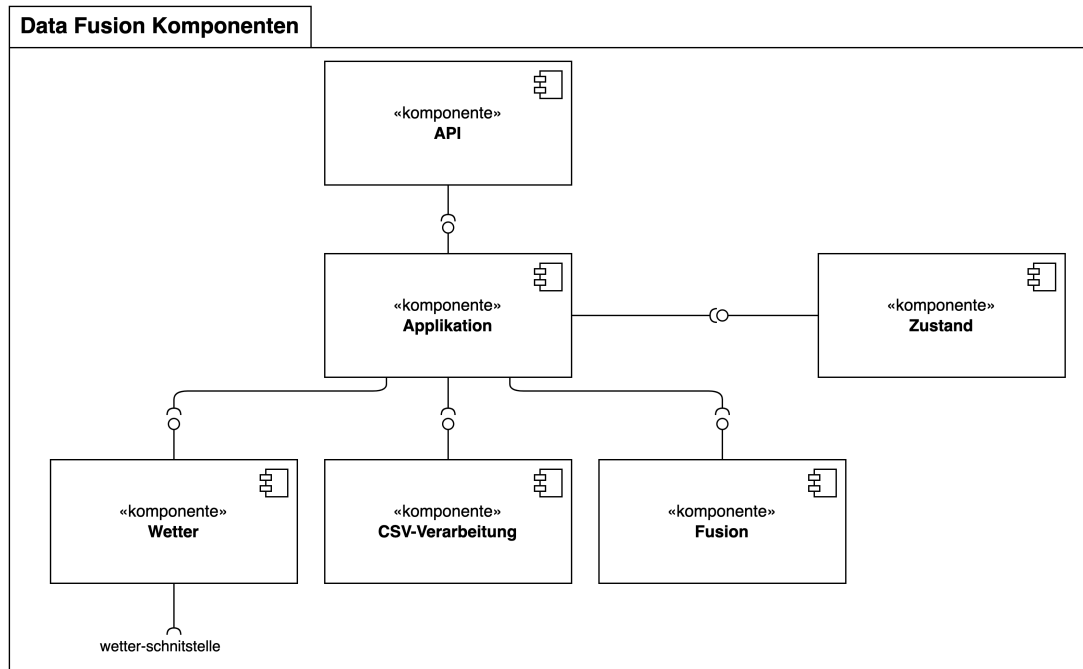 Data Fusion Komponenten
«komponente»
API
«komponente»
Applikation
«komponente»
Zustand
«komponente»
Wetter
«komponente»
CSV-Verarbeitung
«komponente»
Fusion
wetter-schnitstelle